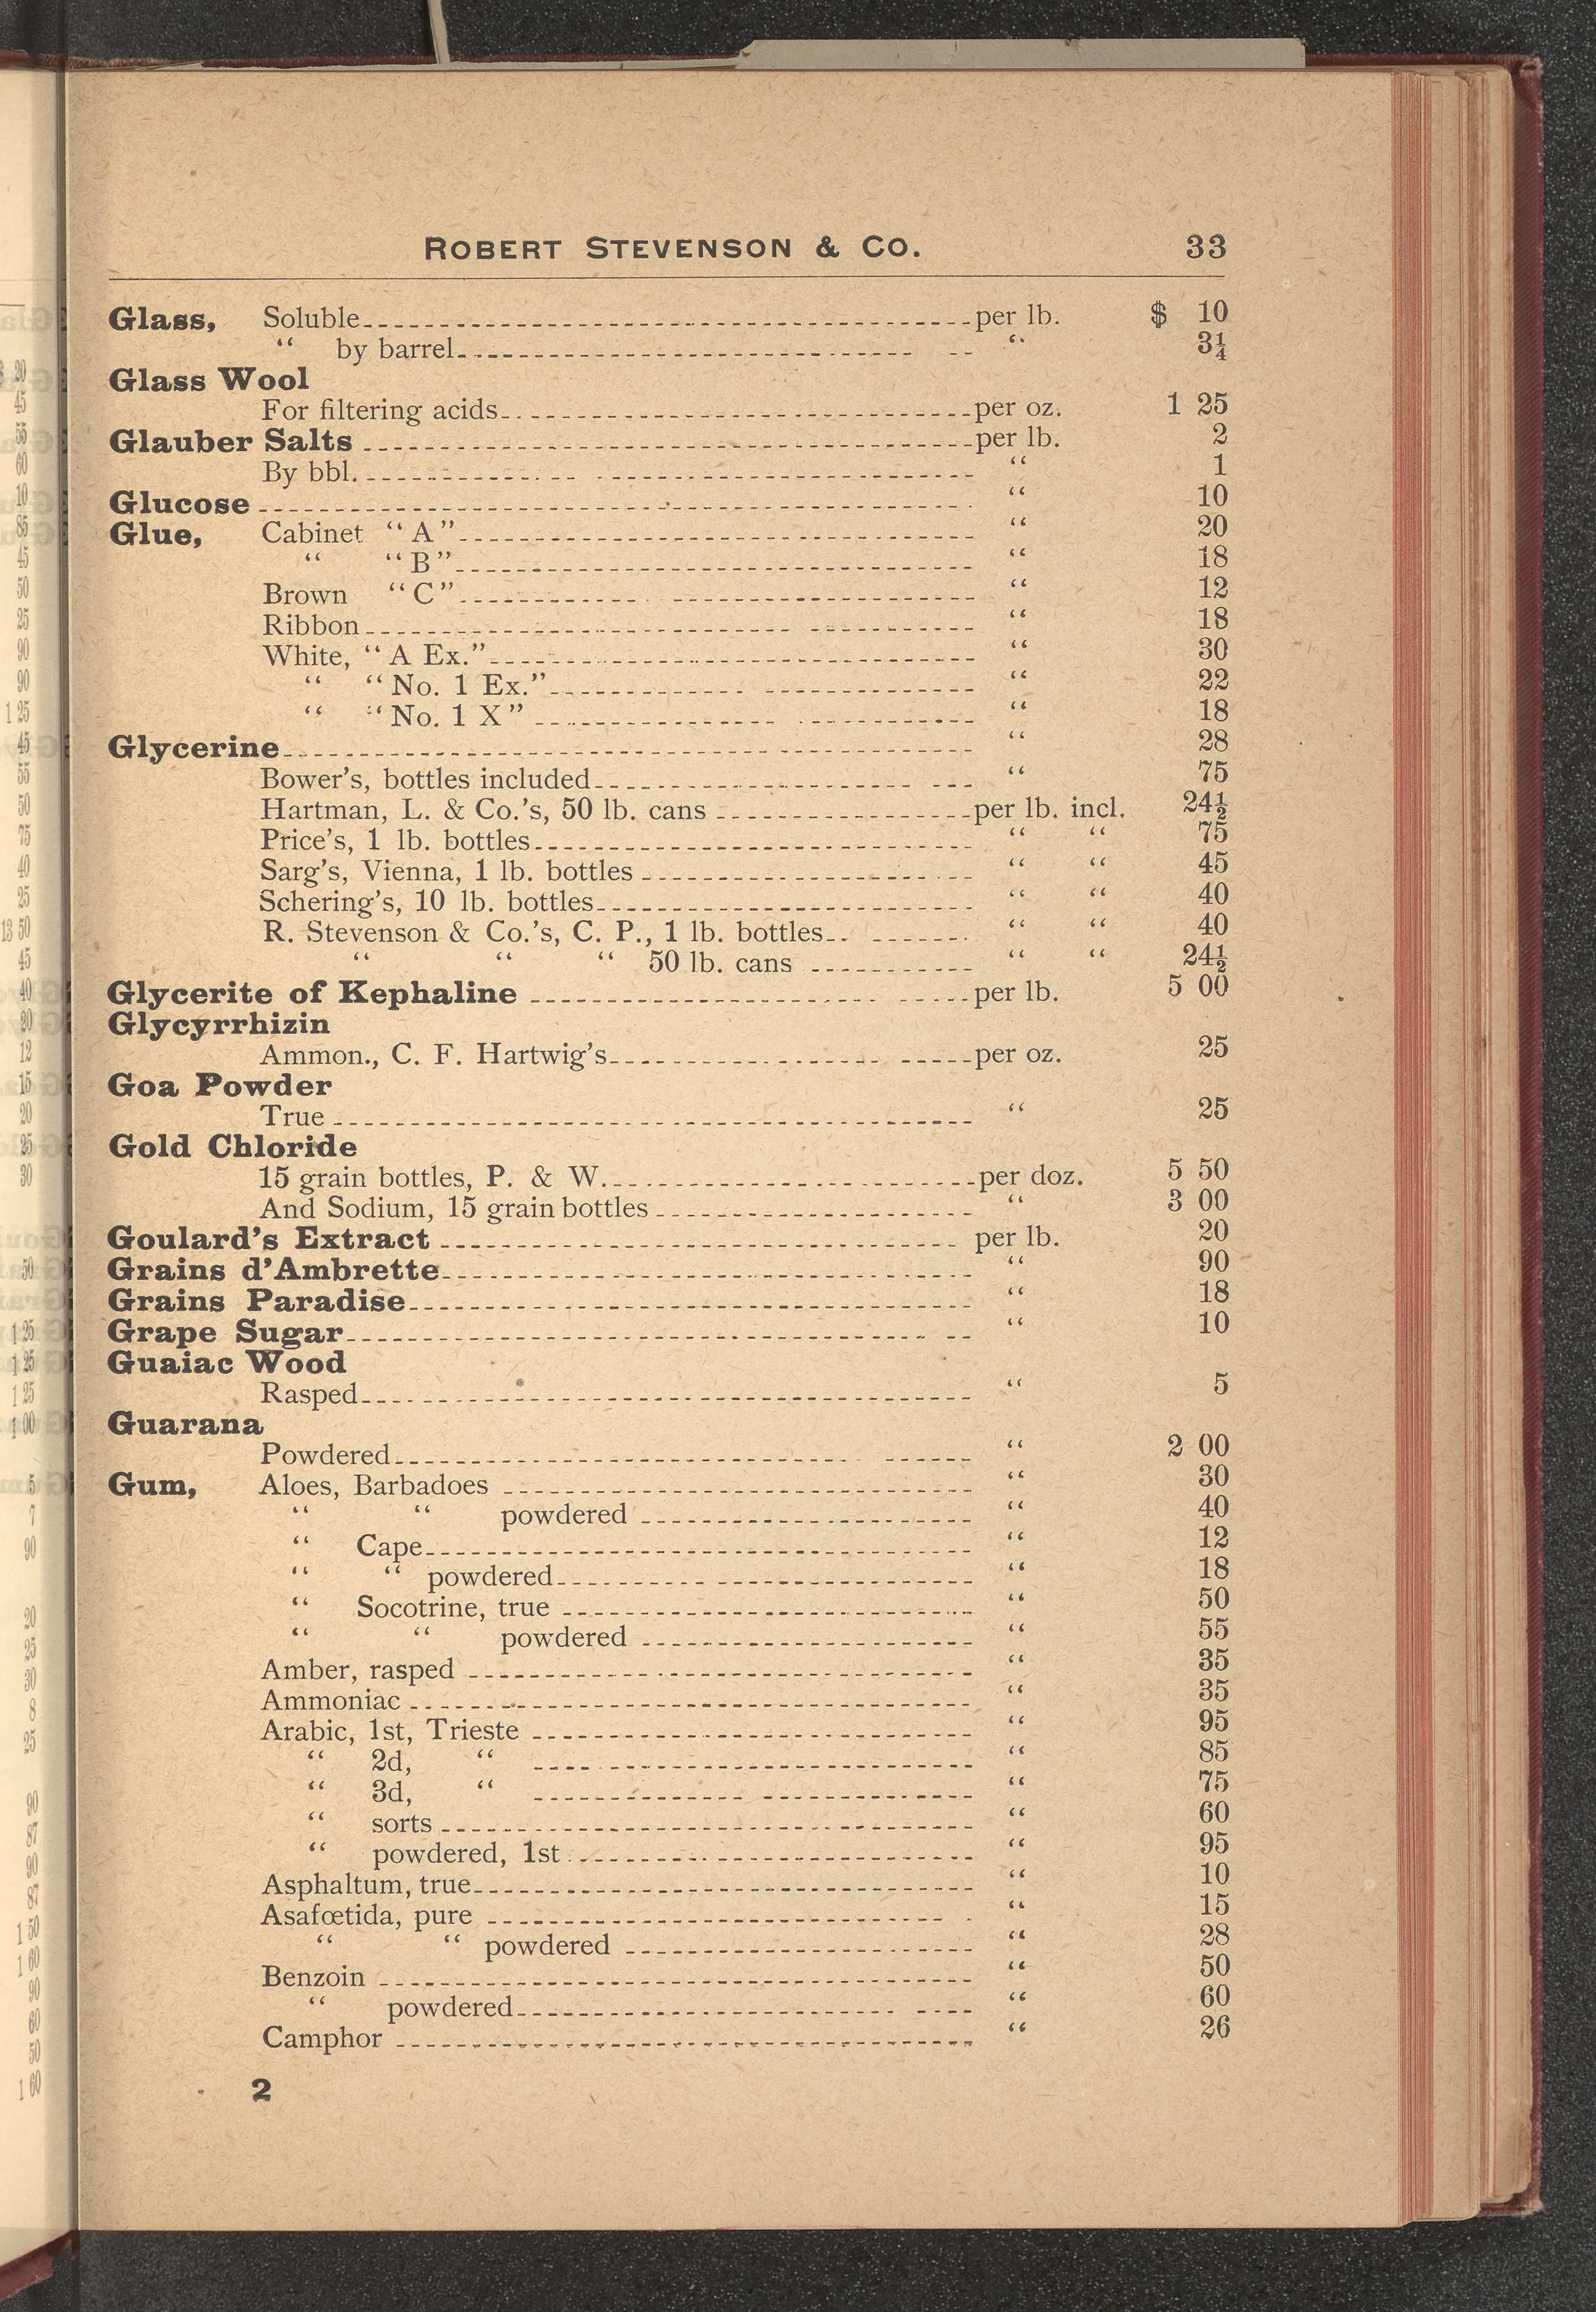 ROBERT STEVENSON & CO. 33
Glass, Soluble per lb. $ 10
“ by barrel “ 3¼
Glass Wool
For filtering acids per oz. 1 25
Glauber Salts per lb. 2
By bbl. “ 1
Glucose “ 10
Glue, Cabinet “A” “ 20
“ “B” “ 18
Brown “C” “ 12
Ribbon “ 18
White, “A Ex.” “ 30
“ “No. 1 Ex.” “ 22
“ “No. 1 X” “ 18
Glycerine “ 28
Bower's, bottles included “ 75
Hartman, L. & Co.'s, 50 lb. cans per lb. incl. 24½
Price's, 1 lb. bottles “ “ 75
Sarg's, Vienna, 1 lb. bottles “ “ 45
Schering's, 10 lb. bottles “ “ 40
R. Stevenson & Co.'s, C. P., 1 lb. bottles “ “ 40
“ “ “ 50 lb. cans “ “ 24½
Glycerite of Kephaline per lb. 5 00
Glycyrrhizin
Ammon., C. F. Hartwig's per oz. 25
Goa Powder
True “ 25
Gold Chloride
15 grain bottles, P. & W. per doz. 5 50
And Sodium, 15 grain bottles “ 3 00
Goulard's Extract per lb. 20
Grains d'Ambrette “ 90
Grains Paradise “ 18
Grape Sugar “ 10
Guaiac Wood
Rasped “ 5
Guarana
Powdered “ 2 00
Gum, Aloes, Barbadoes “ 30
“ “ powdered “ 40
“ Cape “ 12
“ “ powdered “ 18
“ Socotrine, true “ 50
“ “ powdered “ 55
Amber, rasped “ 35
Ammoniac “ 35
Arabic, 1st, Trieste “ 95
“ 2d, “ “ 85
“ 3d, “ “ 75
“ sorts “ 60
“ powdered, 1st “ 95
Asphaltum, true “ 10
Asafœtida, pure “ 15
“ “ powdered “ 28
Benzoin “ 50
“ powdered “ 60
Camphor “ 26
2